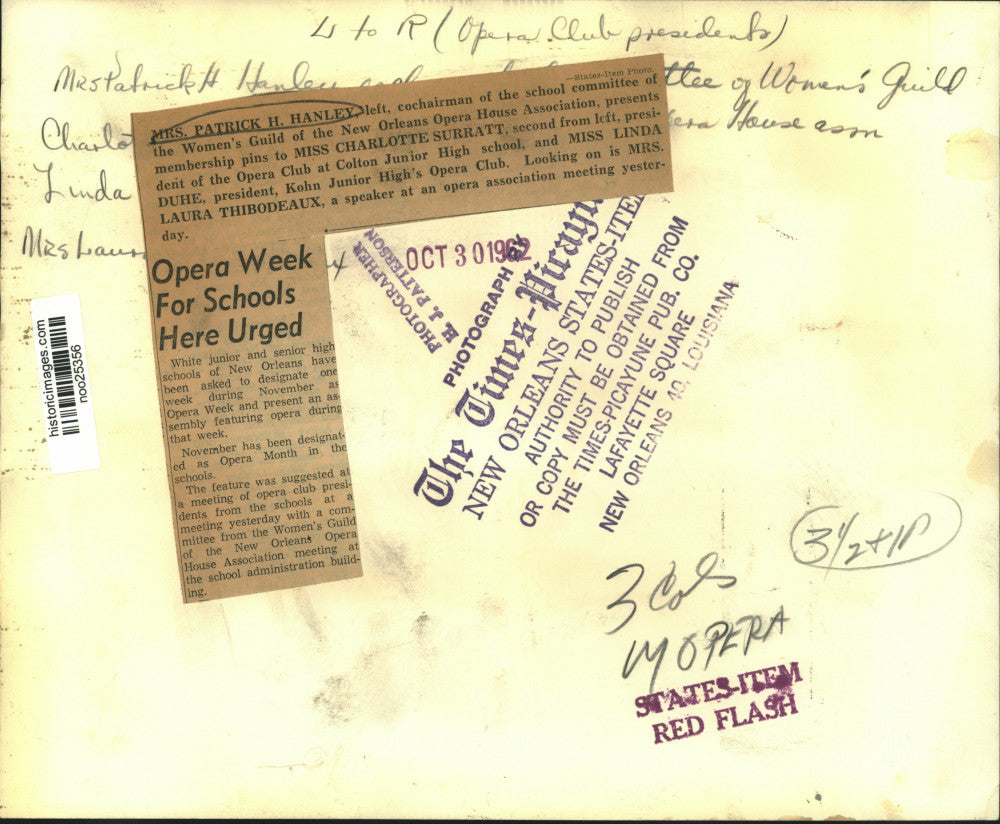 L to R (Opera Club presidents)
Mrs Patrick H Hanley ttee of Women's Guild
Charlot era House assn
Linda
Mrs Laur x
—States-Item Photo.
MRS. PATRICK H. HANLEY, left, cochairman of the school committee of
the Women's Guild of the New Orleans Opera House Association, presents
membership pins to MISS CHARLOTTE SURRATT, second from left, presi-
dent of the Opera Club at Colton Junior High school, and MISS LINDA
DUHE, president, Kohn Junior High's Opera Club. Looking on is MRS.
LAURA THIBODEAUX, a speaker at an opera association meeting yester-
day.
Opera Week
For Schools
Here Urged
White junior and senior high
schools of New Orleans have
been asked to designate one
week during November as
Opera Week and present an as-
sembly featuring opera during
that week.
November has been designat-
ed as Opera Month in the
schools.
The feature was suggested at
a meeting of opera club presi-
dents from the schools at a
meeting yesterday with a com-
mittee from the Women's Guild
of the New Orleans Opera
House Association meeting at
the school administration build-
ing.
historicimages.com
noo25356
PHOTOGRAPHER
H. J. PATTERSON
OCT 30 1962
PHOTOGRAPH BY
The Times-Picayun
NEW ORLEANS STATES-ITE
AUTHORITY TO PUBLISH
OR COPY MUST BE OBTAINED FROM
THE TIMES-PICAYUNE PUB. CO.
LAFAYETTE SQUARE
NEW ORLEANS 40, LOUISIANA
3 1/2 + 1P
3 Cols
OPERA
STATES-ITEM
RED FLASH